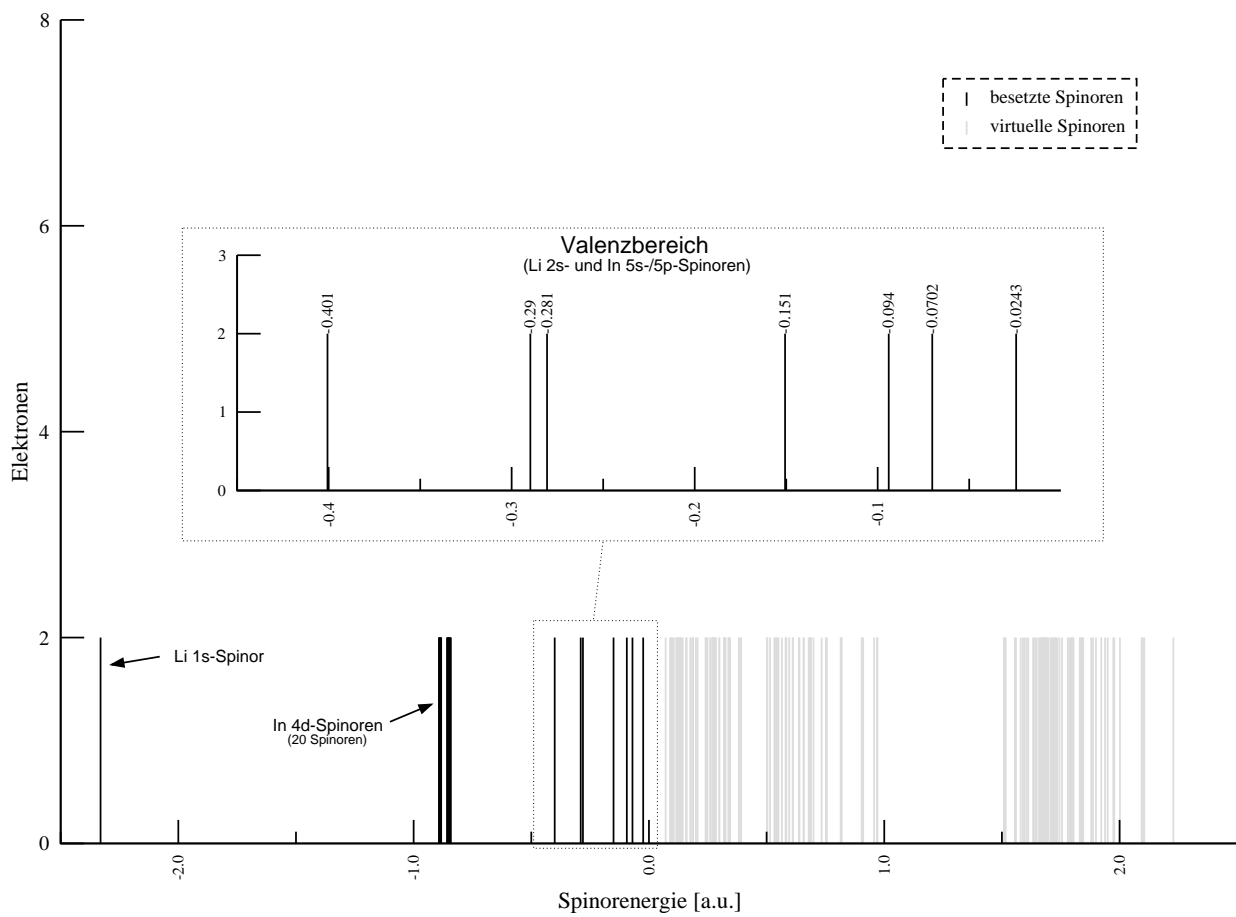 8
6
4
2
0
Elektronen
besetzte Spinoren
virtuelle Spinoren
Valenzbereich
(Li 2s- und In 5s-/5p-Spinoren)
3
2
1
0
-0.401
-0.29
-0.281
-0.151
-0.094
-0.0702
-0.0243
-0.4
-0.3
-0.2
-0.1
Li 1s-Spinor
In 4d-Spinoren
(20 Spinoren)
-2.0
-1.0
0.0
1.0
2.0
Spinorenergie [a.u.]